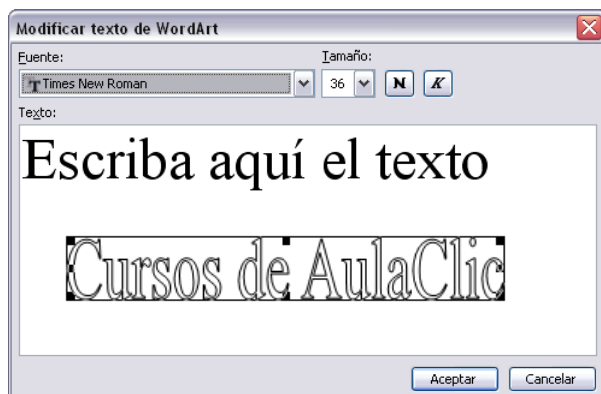 Modificar texto de WordArt
Fuente:
Tamaño:
Times New Roman
36
N
K
Texto:
Escriba aquí el texto
Cursos de AulaClic
Aceptar
Cancelar